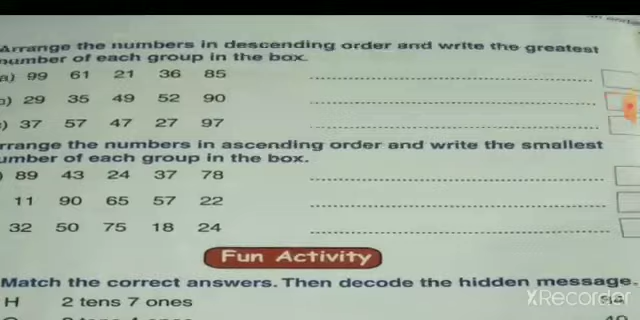 Arrange the numbers in descending order and write the greatest
number of each group in the box.
a) 99 61 21 36 85
b) 29 35 49 52 90
) 37 57 47 27 97
rrange the numbers in ascending order and write the smallest
umber of each group in the box.
) 89 43 24 37 78
11 90 65 57 22
32 50 75 18 24
Fun Activity
Match the correct answers. Then decode the hidden message.
H 2 tens 7 ones
XRecorder